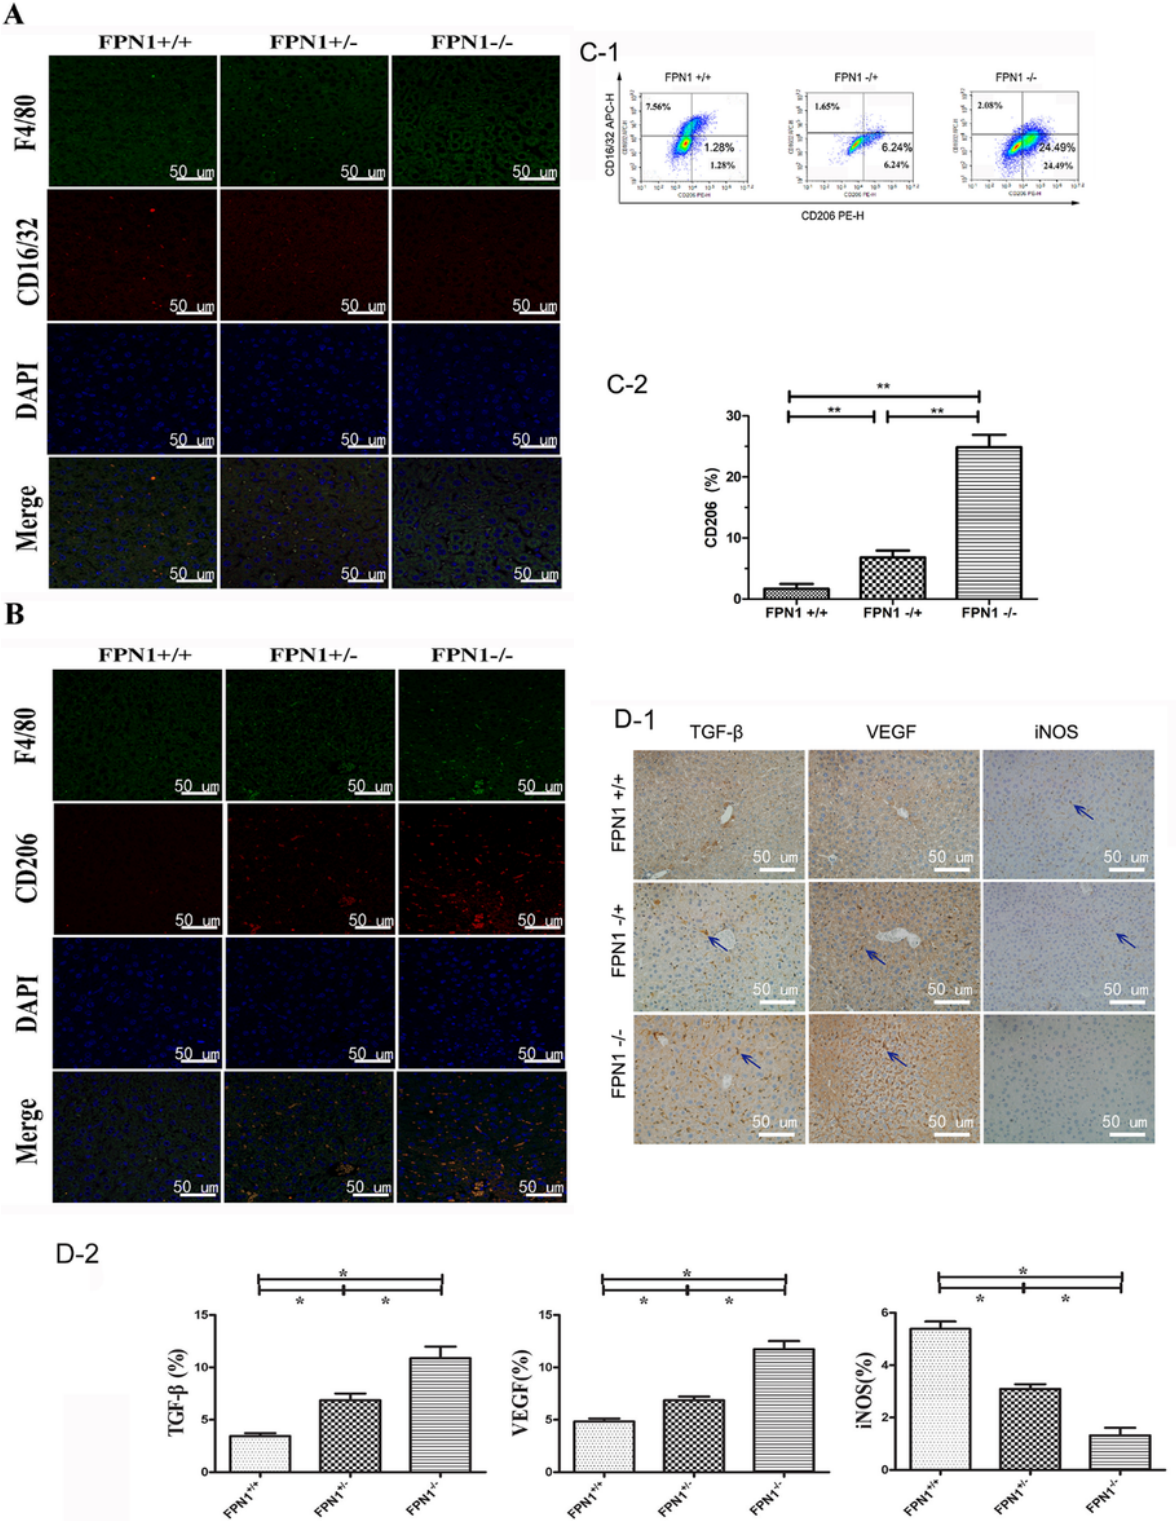 A
FPN1+/+ FPN1+/- FPN1-/-
F4/80
50 um 50 um 50 um
CD16/32
50 um 50 um 50 um
DAPI
50 um 50 um 50 um
Merge
50 um 50 um 50 um
B
FPN1+/+ FPN1+/- FPN1-/-
F4/80
50 um 50 um 50 um
CD206
50 um 50 um 50 um
DAPI
50 um 50 um 50 um
Merge
50 um 50 um 50 um
C-1
FPN1 +/+ FPN1 -/+ FPN1 -/-
CD16/32 APC-H
7.56% 1.65% 2.08%
1.28% 6.24% 24.49%
1.28% 6.24% 24.49%
CD206 PE-H CD206 PE-H CD206 PE-H
CD206 PE-H
C-2
**
** **
CD206 (%)
30
20
10
0
FPN1 +/+ FPN1 -/+ FPN1 -/-
D-1
TGF-β VEGF iNOS
FPN1 +/+
50 um 50 um 50 um
FPN1 -/+
50 um 50 um 50 um
FPN1 -/-
50 um 50 um 50 um
D-2
*
* *
TGF-β (%)
15
10
5
0
FPN1+/+ FPN1+/- FPN1-/-
*
* *
VEGF(%)
15
10
5
0
FPN1+/+ FPN1+/- FPN1-/-
*
* *
iNOS(%)
6
4
2
0
FPN1+/+ FPN1+/- FPN1-/-